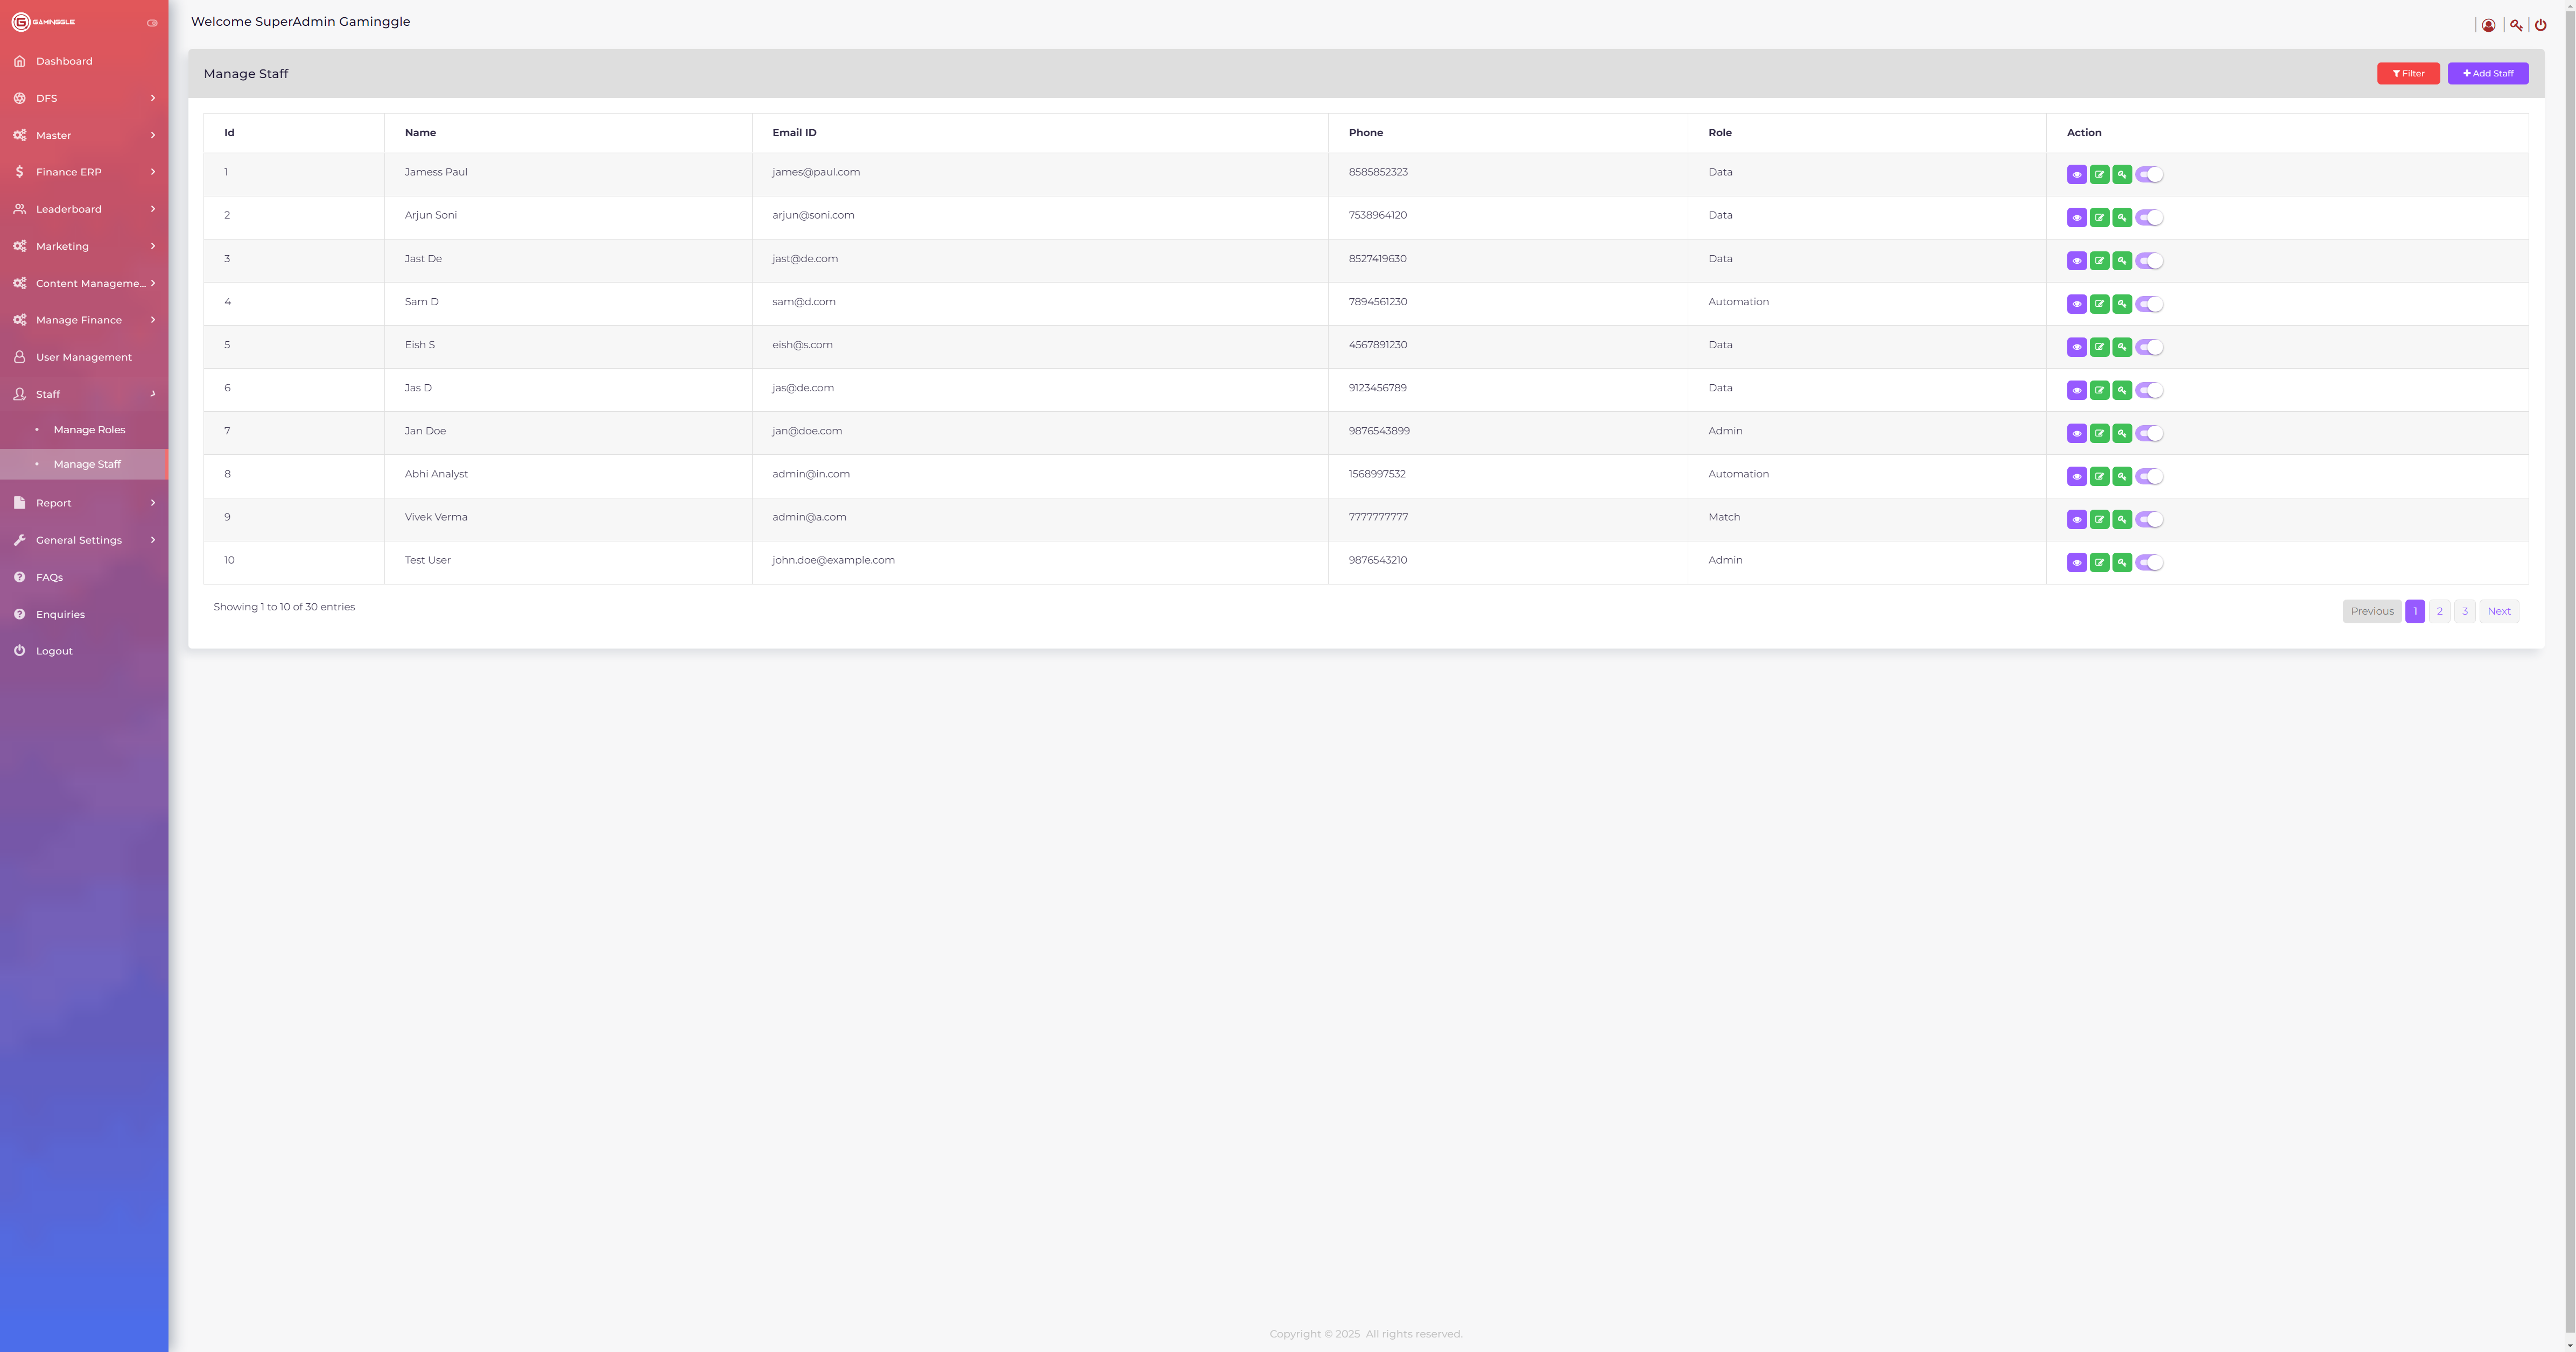 GAMINGGLE
Dashboard
DFS
Master
Finance ERP
Leaderboard
Marketing
Content Manageme...
Manage Finance
User Management
Staff
Manage Roles
Manage Staff
Report
General Settings
FAQs
Enquiries
Logout
Welcome SuperAdmin Gaminggle
Manage Staff
Filter
Add Staff
Id Name Email ID Phone Role Action
1 Jamess Paul james@paul.com 8585852323 Data
2 Arjun Soni arjun@soni.com 7538964120 Data
3 Jast De jast@de.com 8527419630 Data
4 Sam D sam@d.com 7894561230 Automation
5 Eish S eish@s.com 4567891230 Data
6 Jas D jas@de.com 9123456789 Data
7 Jan Doe jan@doe.com 9876543899 Admin
8 Abhi Analyst admin@in.com 1568997532 Automation
9 Vivek Verma admin@a.com 7777777777 Match
10 Test User john.doe@example.com 9876543210 Admin
Showing 1 to 10 of 30 entries
Previous 1 2 3 Next
Copyright © 2025 All rights reserved.